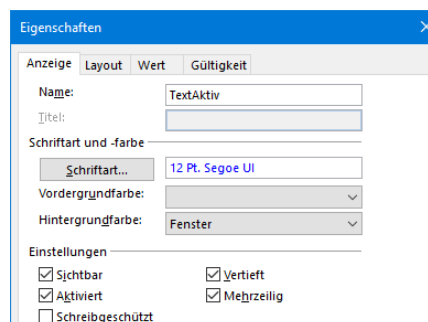 Eigenschaften
Anzeige Layout Wert Gültigkeit
Name: TextAktiv
Titel:
Schriftart und -farbe
Schriftart... 12 Pt. Segoe UI
Vordergrundfarbe:
Hintergrundfarbe: Fenster
Einstellungen
Sichtbar Vertieft
Aktiviert Mehrzeilig
Schreibgeschützt